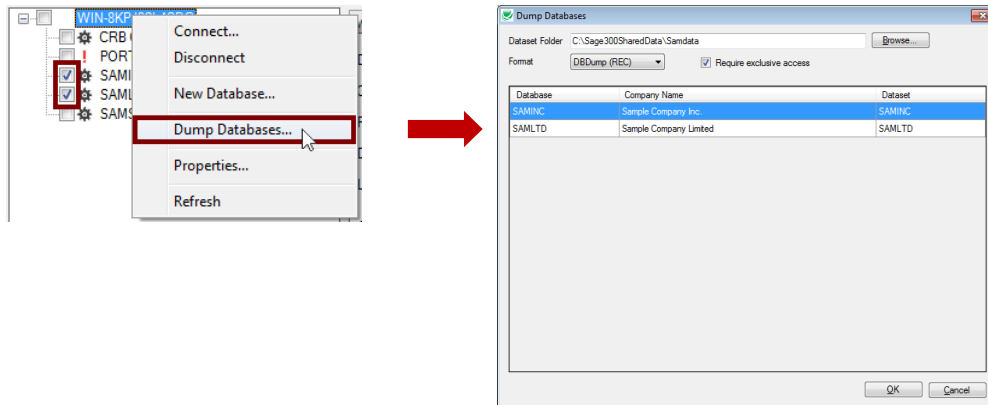 CRB
PORT
SAMI
SAML
SAMS
Connect...
Disconnect
New Database...
Dump Databases...
Properties...
Refresh
Dump Databases
Dataset Folder C:\Sage300SharedData\Samdata Browse...
Format DBDump (REC) Require exclusive access
Database Company Name Dataset
SAMINC Sample Company Inc. SAMINC
SAMLTD Sample Company Limited SAMLTD
OK Cancel